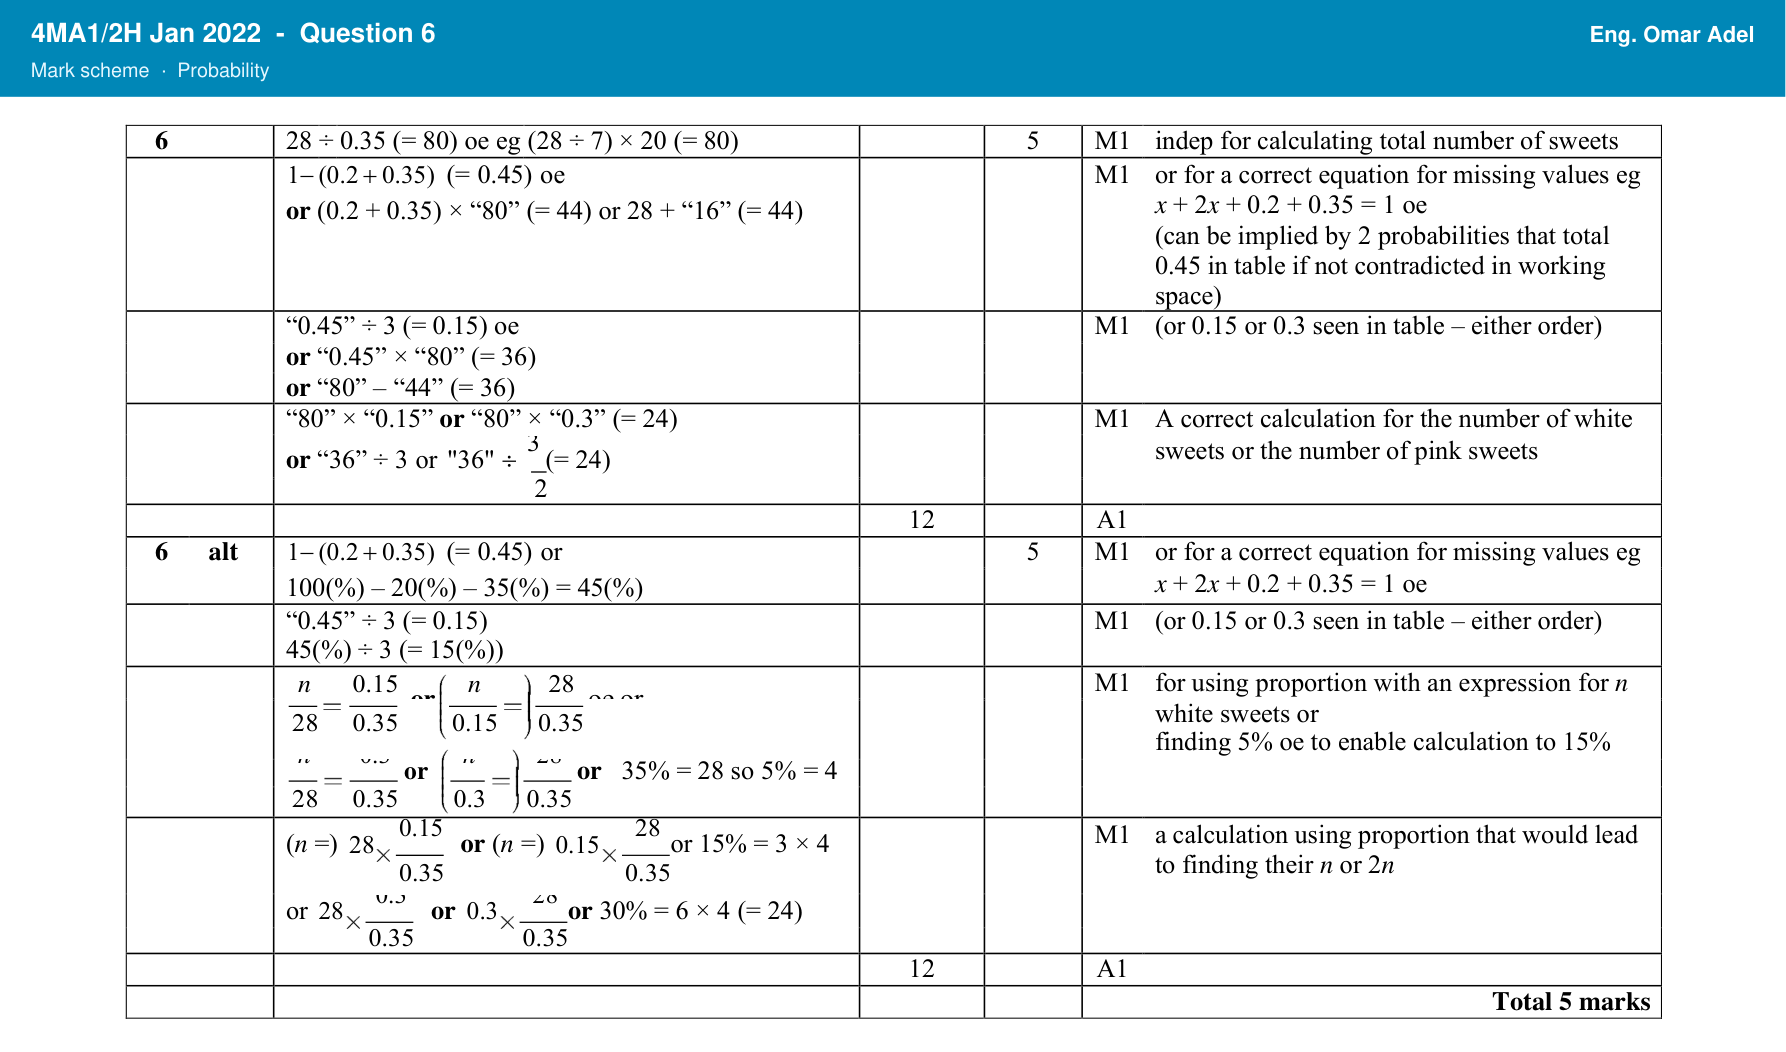 4MA1/2H Jan 2022 - Question 6
Eng. Omar Adel
Mark scheme · Probability
6 28 ÷ 0.35 (= 80) oe eg (28 ÷ 7) × 20 (= 80) 5 M1 indep for calculating total number of sweets
1–(0.2+0.35) (= 0.45) oe
or (0.2 + 0.35) × “80” (= 44) or 28 + “16” (= 44)
M1 or for a correct equation for missing values eg
x + 2x + 0.2 + 0.35 = 1 oe
(can be implied by 2 probabilities that total
0.45 in table if not contradicted in working
space)
“0.45” ÷ 3 (= 0.15) oe
or “0.45” × “80” (= 36)
or “80” – “44” (= 36)
M1 (or 0.15 or 0.3 seen in table – either order)
“80” × “0.15” or “80” × “0.3” (= 24)
or “36” ÷ 3 or "36" ÷ 3/2 (= 24)
M1 A correct calculation for the number of white
sweets or the number of pink sweets
12 A1
6 alt 1–(0.2+0.35) (= 0.45) or
100(%) – 20(%) – 35(%) = 45(%)
5 M1 or for a correct equation for missing values eg
x + 2x + 0.2 + 0.35 = 1 oe
“0.45” ÷ 3 (= 0.15)
45(%) ÷ 3 (= 15(%))
M1 (or 0.15 or 0.3 seen in table – either order)
n/28 = 0.15/0.35 or (n/0.15 =) 28/0.35 oe or
n/28 = 0.3/0.35 or (n/0.3 =) 28/0.35 or 35% = 28 so 5% = 4
M1 for using proportion with an expression for n
white sweets or
finding 5% oe to enable calculation to 15%
(n =) 28 × 0.15/0.35 or (n =) 0.15 × 28/0.35 or 15% = 3 × 4
or 28 × 0.3/0.35 or 0.3 × 28/0.35 or 30% = 6 × 4 (= 24)
M1 a calculation using proportion that would lead
to finding their n or 2n
12 A1
Total 5 marks